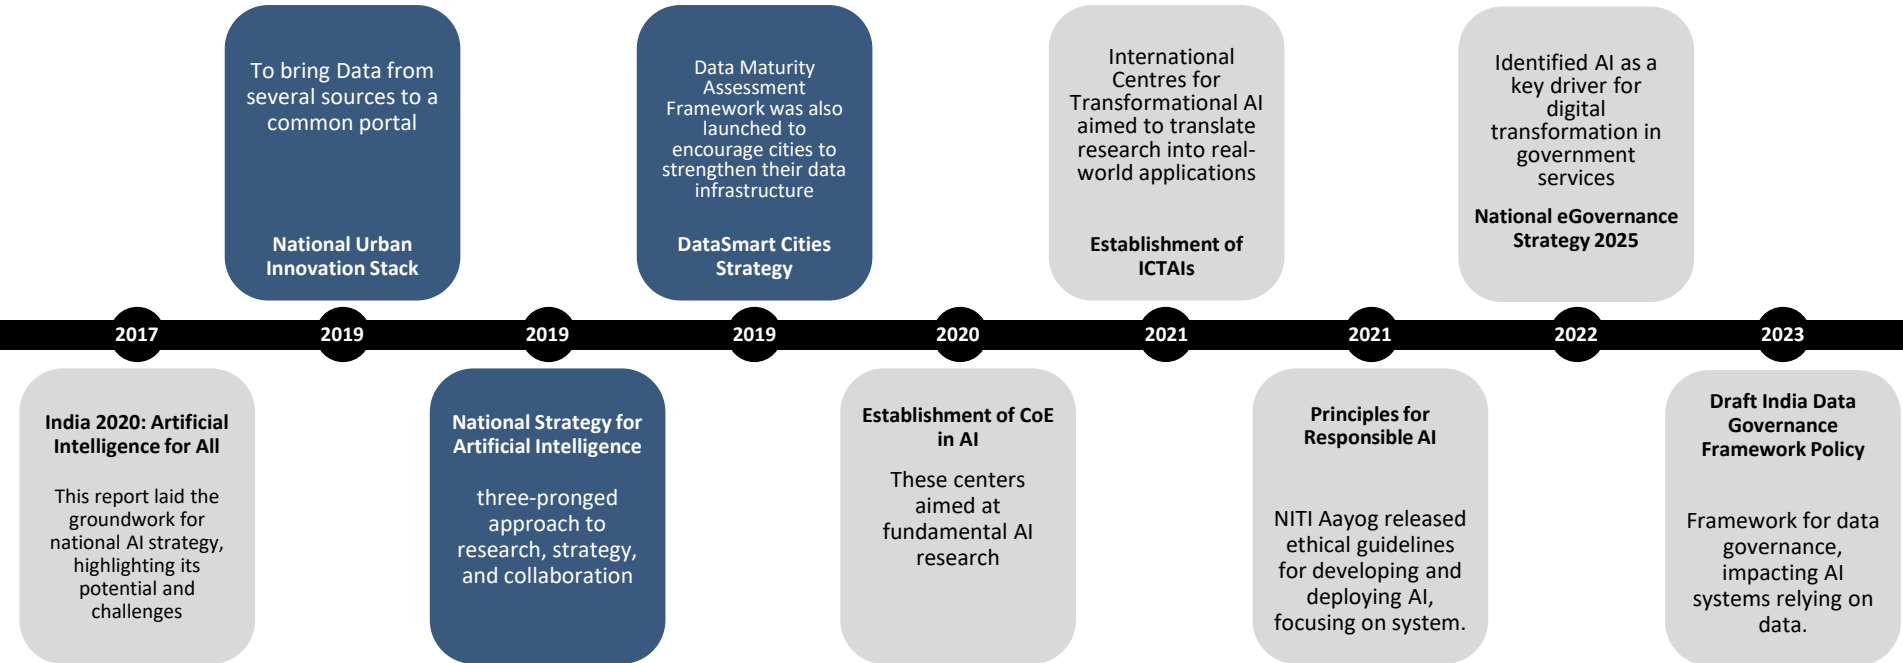 To bring Data from
several sources to a
common portal
National Urban
Innovation Stack
Data Maturity
Assessment
Framework was also
launched to
encourage cities to
strengthen their data
infrastructure
DataSmart Cities
Strategy
International
Centres for
Transformational AI
aimed to translate
research into real-
world applications
Establishment of
ICTAIs
Identified AI as a
key driver for
digital
transformation in
government
services
National eGovernance
Strategy 2025
2017
2019
2019
2019
2020
2021
2021
2022
2023
India 2020: Artificial
Intelligence for All
This report laid the
groundwork for
national AI strategy,
highlighting its
potential and
challenges
National Strategy for
Artificial Intelligence
three-pronged
approach to
research, strategy,
and collaboration
Establishment of CoE
in AI
These centers
aimed at
fundamental AI
research
Principles for
Responsible AI
NITI Aayog released
ethical guidelines
for developing and
deploying AI,
focusing on system.
Draft India Data
Governance
Framework Policy
Framework for data
governance,
impacting AI
systems relying on
data.